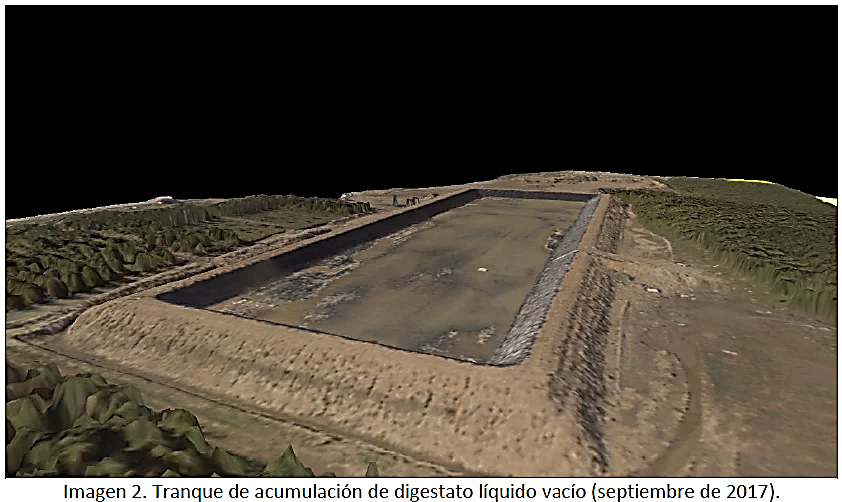 Imagen 2. Tranque de acumulación de digestato líquido vacío (septiembre de 2017).